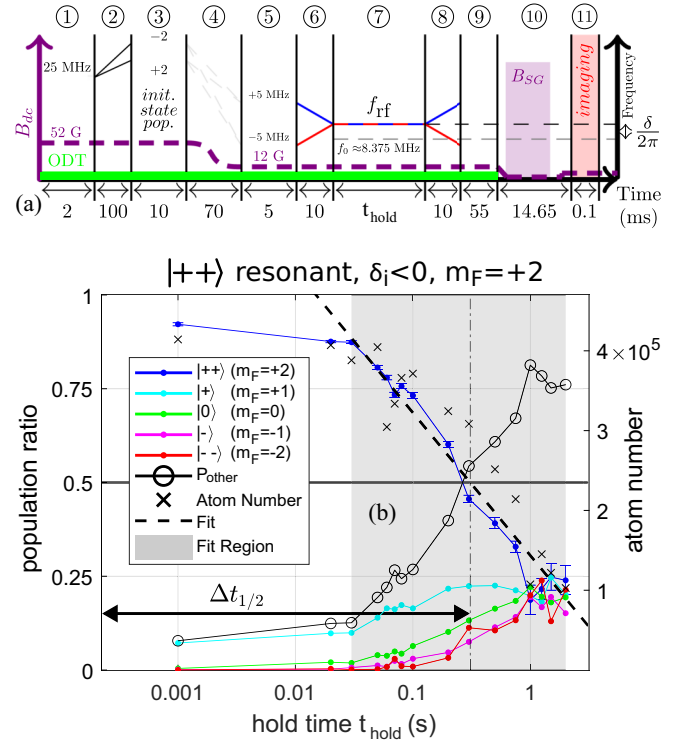 ① ② ③ ④ ⑤ ⑥ ⑦ ⑧ ⑨ ⑩ ⑪
B_dc
25 MHz
−2
+2
init.
state
pop.
+5 MHz
−5 MHz
f_rf
f₀ ≈8.375 MHz
B_SG
imaging
Frequency
δ
2π
52 G
12 G
ODT
Time
(ms)
(a)
2 100 10 70 5 10 t_hold 10 55 14.65 0.1
|++⟩ resonant, δ_i<0, m_F=+2
population ratio
1
0.75
0.5
0.25
0
|++⟩ (m_F=+2)
|+⟩ (m_F=+1)
|0⟩ (m_F=0)
|-⟩ (m_F=-1)
|--⟩ (m_F=-2)
P_other
Atom Number
Fit
Fit Region
(b)
Δt_1/2
4×10⁵
3
2
1
atom number
0.001 0.01 0.1 1
hold time t_hold (s)